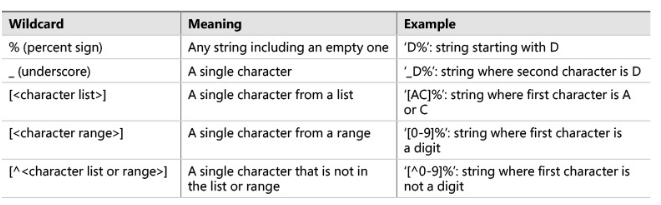 Wildcard Meaning Example
% (percent sign) Any string including an empty one ‘D%’: string starting with D
_ (underscore) A single character ‘_D%’: string where second character is D
[<character list>] A single character from a list ‘[AC]%’: string where first character is A
or C
[<character range>] A single character from a range ‘[0-9]%’: string where first character is
a digit
[^<character list or range>] A single character that is not in ‘[^0-9]%’: string where first character is
the list or range not a digit